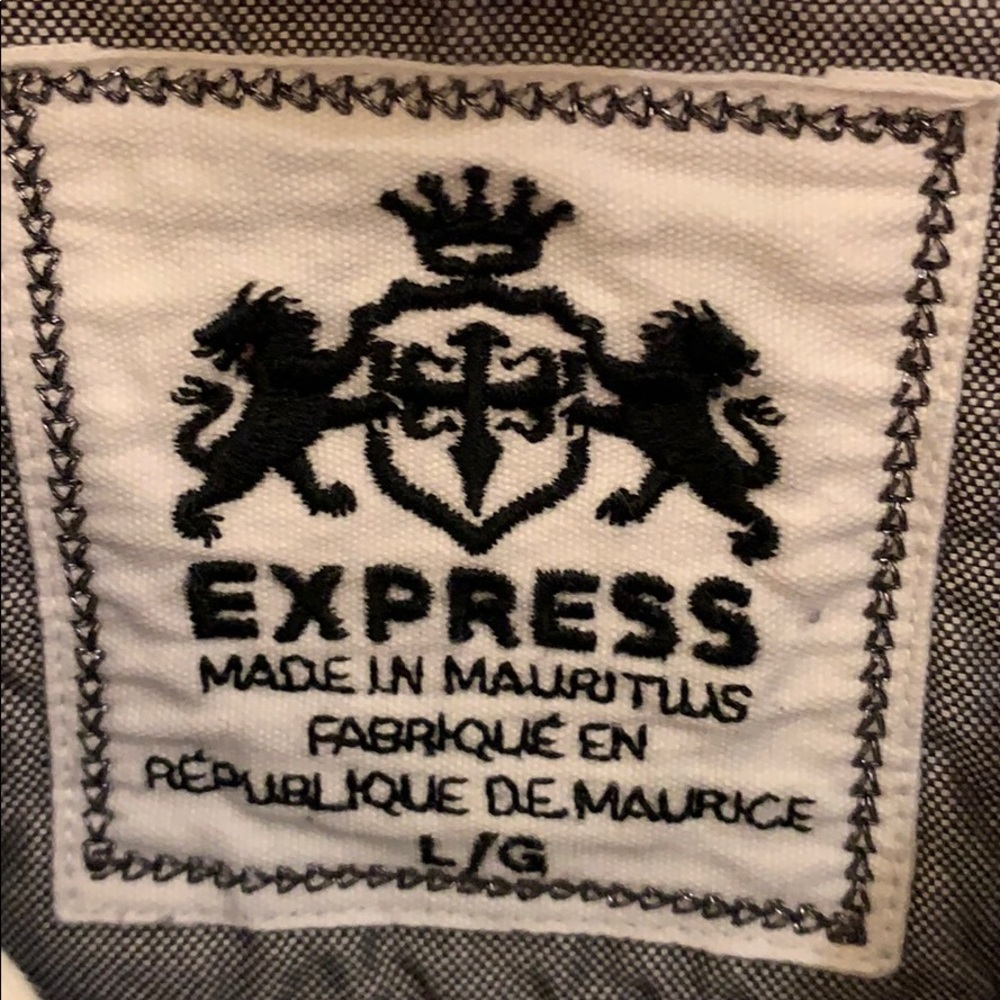 EXPRESS
MADE IN MAURITIUS
FABRIQUÉ EN
RÉPUBLIQUE DE MAURICE
L/G